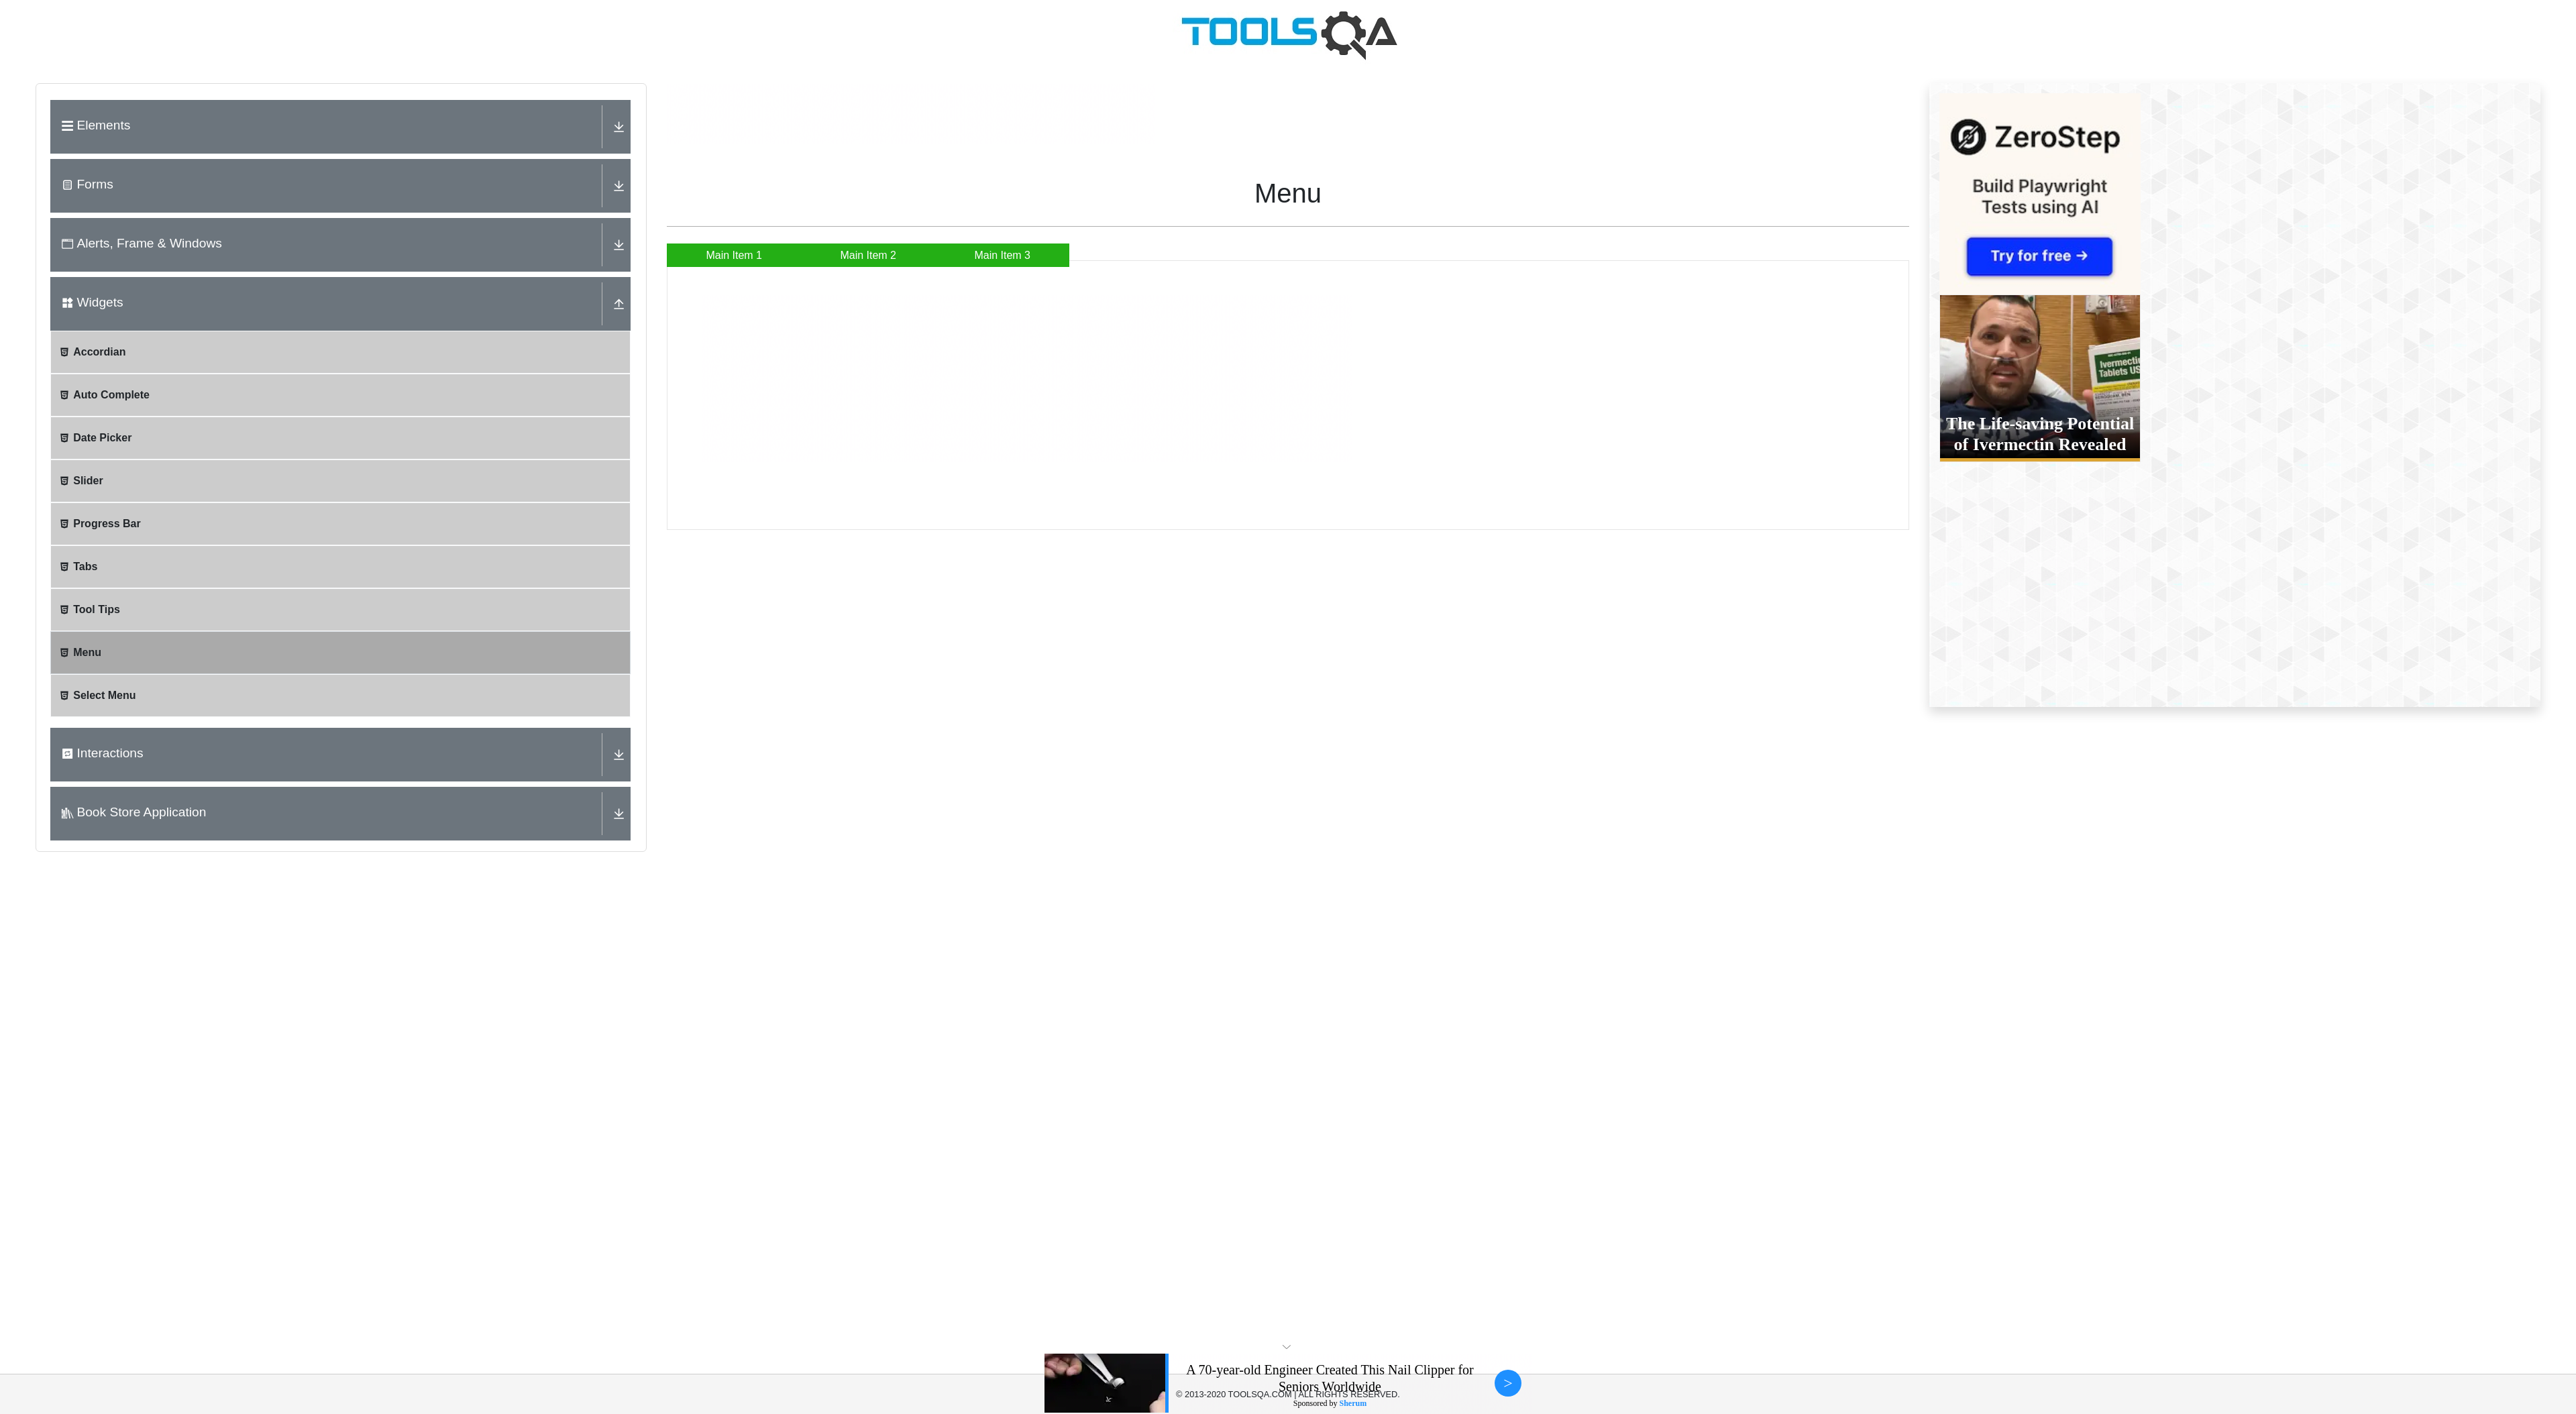 TOOLSQA
Elements
Forms
Alerts, Frame & Windows
Widgets
Accordian
Auto Complete
Date Picker
Slider
Progress Bar
Tabs
Tool Tips
Menu
Select Menu
Interactions
Book Store Application
Menu
Main Item 1
Main Item 2
Main Item 3
ZeroStep
Build Playwright
Tests using AI
Try for free →
Ivermectin
Tablets US
The Life-saving Potential
of Ivermectin Revealed
A 70-year-old Engineer Created This Nail Clipper for
Seniors Worldwide
© 2013-2020 TOOLSQA.COM | ALL RIGHTS RESERVED.
Sponsored by Sherum
>